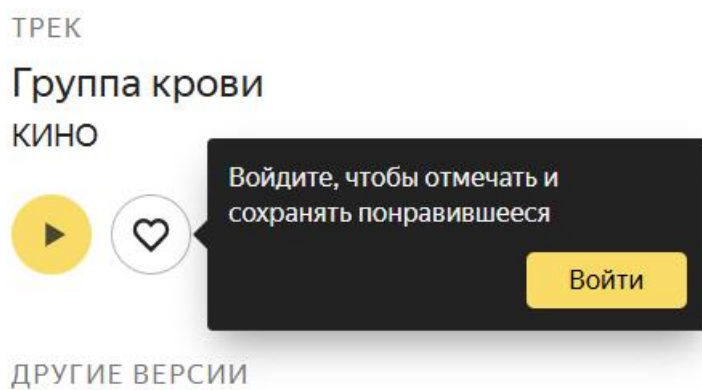 ТРЕК
Группа крови
КИНО
Войдите, чтобы отмечать и
сохранять понравившееся
Войти
ДРУГИЕ ВЕРСИИ